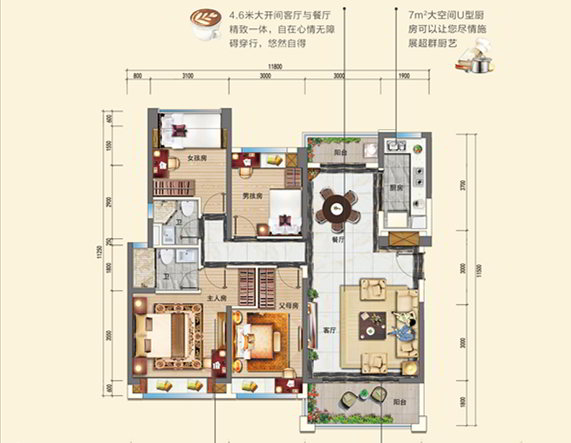 4.6米大开间客厅与餐厅
精致一体，自在心情无障
碍穿行，悠然自得
7m²大空间U型厨
房可以让您尽情施
展超群厨艺
11800
800 3100 3000 3000 1900
600
1550
2900
750
1800
3550
600
11250
3700
3000
3000
1800
11500
女孩房
男孩房
阳台
厨房
餐厅
卫
卫
主人房
父母房
客厅
阳台